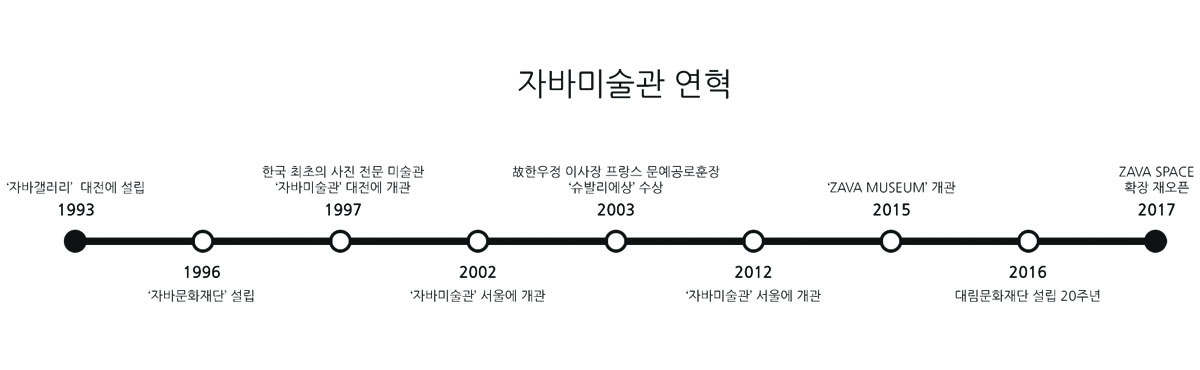 자바미술관 연혁
‘자바갤러리’ 대전에 설립
1993
1996
‘자바문화재단’ 설립
한국 최초의 사진 전문 미술관
‘자바미술관’ 대전에 개관
1997
2002
‘자바미술관’ 서울에 개관
故한우정 이사장 프랑스 문예공로훈장
‘슈발리에상’ 수상
2003
2012
‘자바미술관’ 서울에 개관
‘ZAVA MUSEUM’ 개관
2015
2016
대림문화재단 설립 20주년
ZAVA SPACE
확장 재오픈
2017